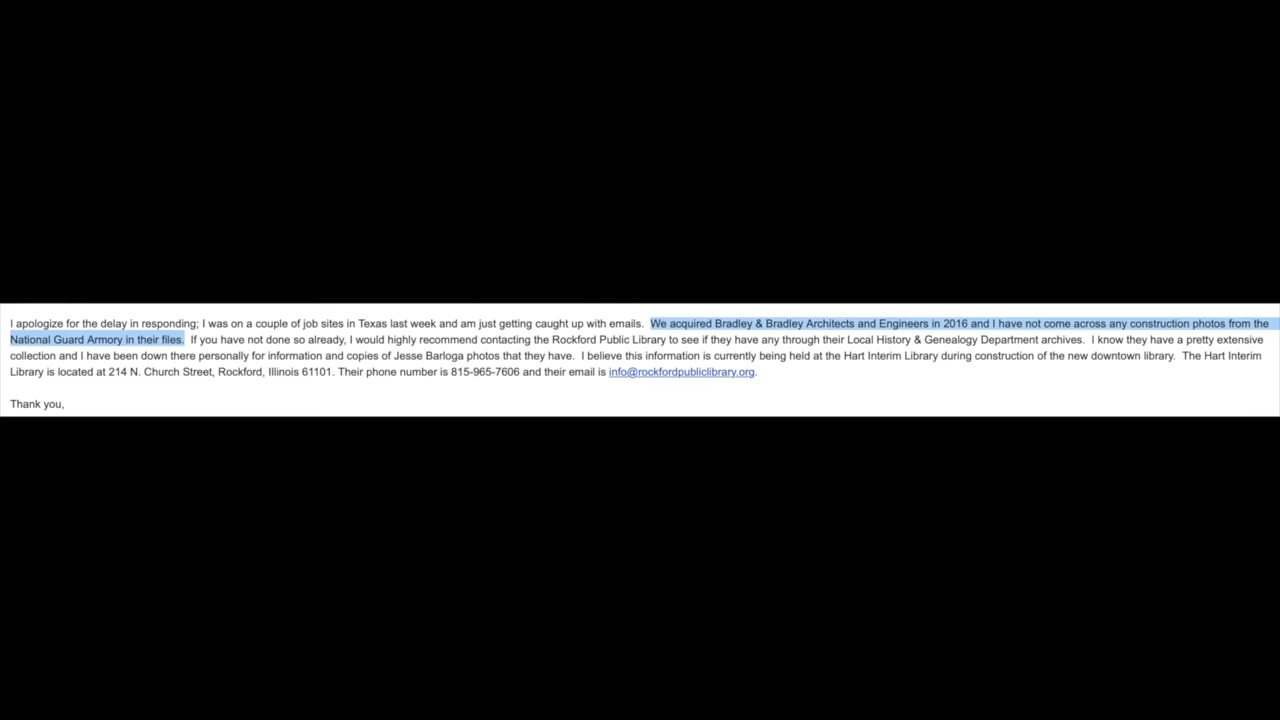 I apologize for the delay in responding; I was on a couple of job sites in Texas last week and am just getting caught up with emails.  We acquired Bradley & Bradley Architects and Engineers in 2016 and I have not come across any construction photos from the
National Guard Armory in their files.  If you have not done so already, I would highly recommend contacting the Rockford Public Library to see if they have any through their Local History & Genealogy Department archives.  I know they have a pretty extensive
collection and I have been down there personally for information and copies of Jesse Barloga photos that they have.  I believe this information is currently being held at the Hart Interim Library during construction of the new downtown library.  The Hart Interim
Library is located at 214 N. Church Street, Rockford, Illinois 61101. Their phone number is 815-965-7606 and their email is info@rockfordpubliclibrary.org.
Thank you,